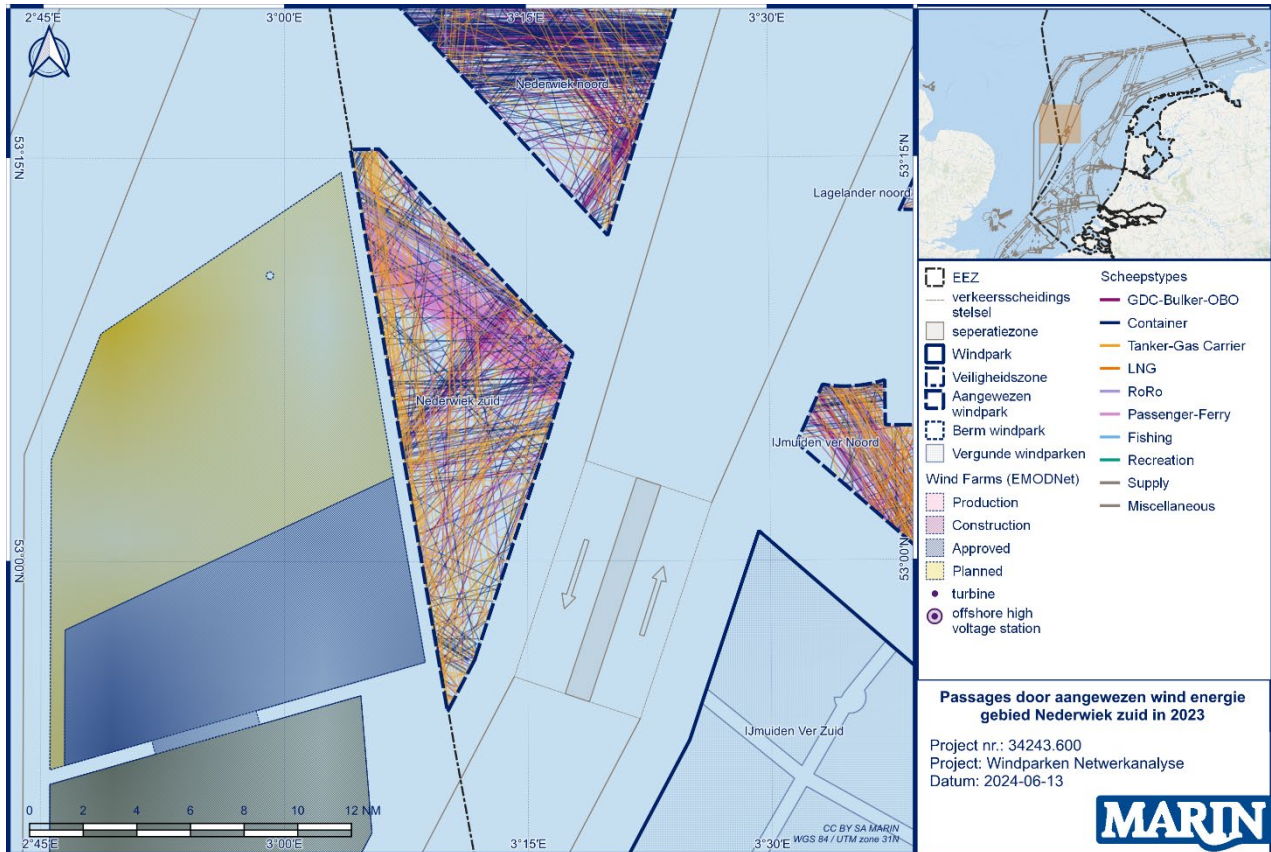 2°45'E
3°00'E
3°15'E
3°30'E
53°15'N
53°15'N
53°00'N
53°00'N
Nederwiek noord
Lagelander noord
Nederwiek zuid
IJmuiden ver Noord
IJmuiden Ver Zuid
0 2 4 6 8 10 12 NM
2°45'E
3°00'E
3°15'E
3°30'E
CC BY SA MARIN
WGS 84 / UTM zone 31N
EEZ
verkeersscheidings
stelsel
seperatiezone
Windpark
Veiligheidszone
Aangewezen
windpark
Berm windpark
Vergunde windparken
Wind Farms (EMODNet)
Production
Construction
Approved
Planned
turbine
offshore high
voltage station
Scheepstypes
GDC-Bulker-OBO
Container
Tanker-Gas Carrier
LNG
RoRo
Passenger-Ferry
Fishing
Recreation
Supply
Miscellaneous
Passages door aangewezen wind energie
gebied Nederwiek zuid in 2023
Project nr.: 34243.600
Project: Windparken Netwerkanalyse
Datum: 2024-06-13
MARIN